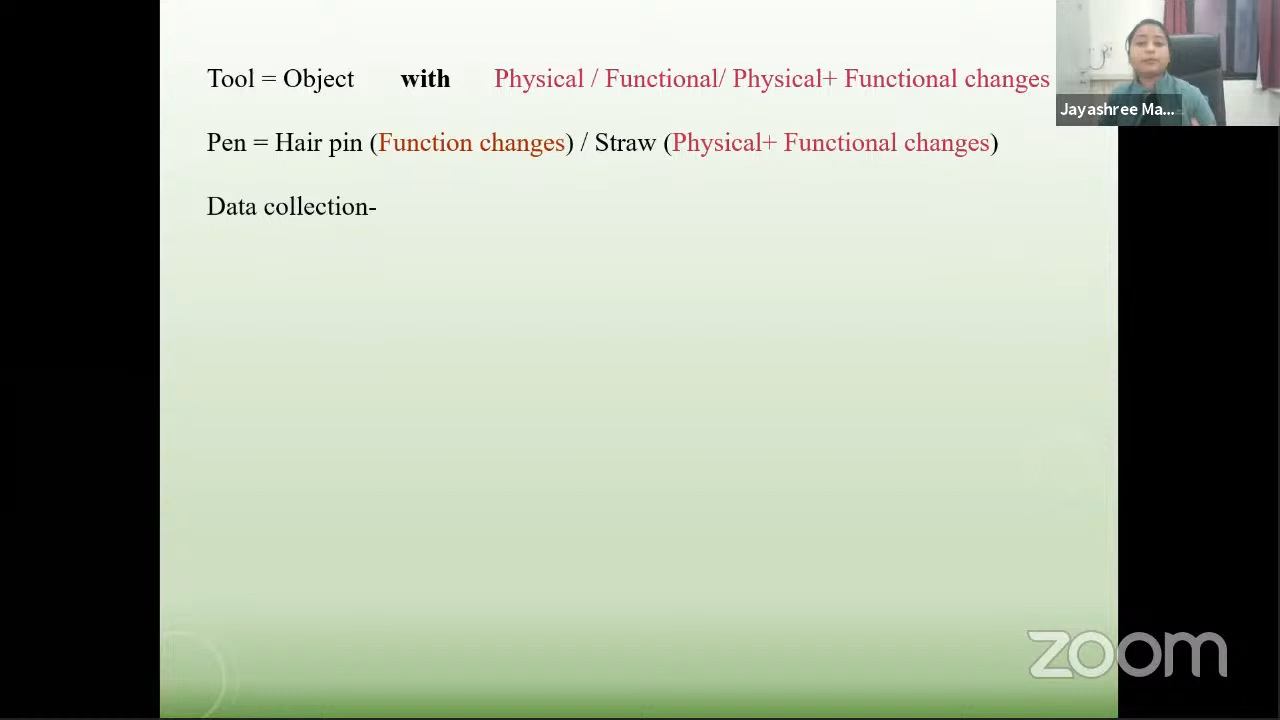 Tool = Object with Physical / Functional/ Physical+ Functional changes
Jayashree Ma...
Pen = Hair pin (Function changes) / Straw (Physical+ Functional changes)
Data collection-
zoom